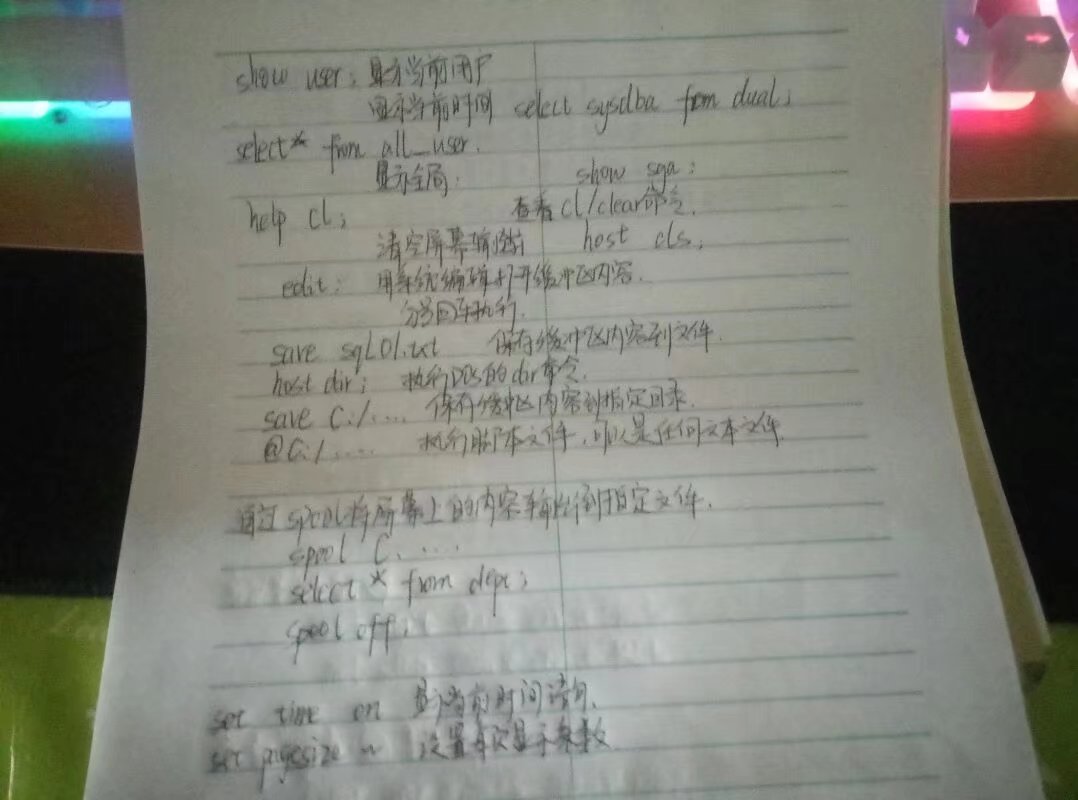 show user; 显示当前用户
显示当前时间 select sysdba from dual;
select* from all_user.
显示全局. show sga;
help cl; 查看cl/clear命令.
清空屏幕输出 host cls;
edit; 用系统编辑打开缓冲区内容.
分号回车执行.
save sql01.txt 保存缓冲区内容到文件.
host dir; 执行DOS的dir命令.
save C:/.... 保存缓冲区内容到指定目录.
@C:/..... 执行脚本文件,可以是任何文本文件.
通过spool将屏幕上的内容输出到指定文件.
spool C.....
select * from dept;
spool off;
set time on 显示当前时间语句.
set pagesize n 设置每次显示条数